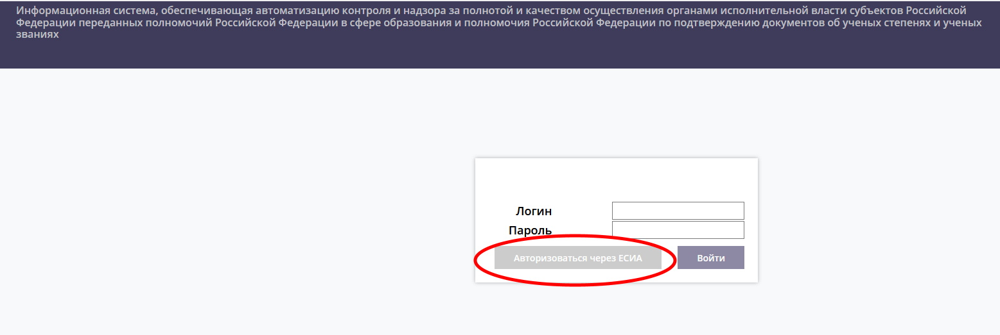 Информационная система, обеспечивающая автоматизацию контроля и надзора за полнотой и качеством осуществления органами исполнительной власти субъектов Российской
Федерации переданных полномочий Российской Федерации в сфере образования и полномочия Российской Федерации по подтверждению документов об ученых степенях и ученых
званиях
Логин
Пароль
Авторизоваться через ЕСИА
Войти